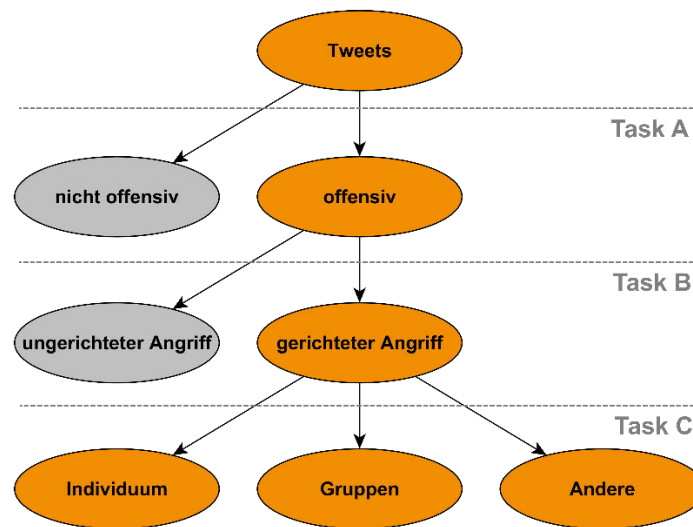 Tweets
Task A
nicht offensiv
offensiv
Task B
ungerichteter Angriff
gerichteter Angriff
Task C
Individuum
Gruppen
Andere